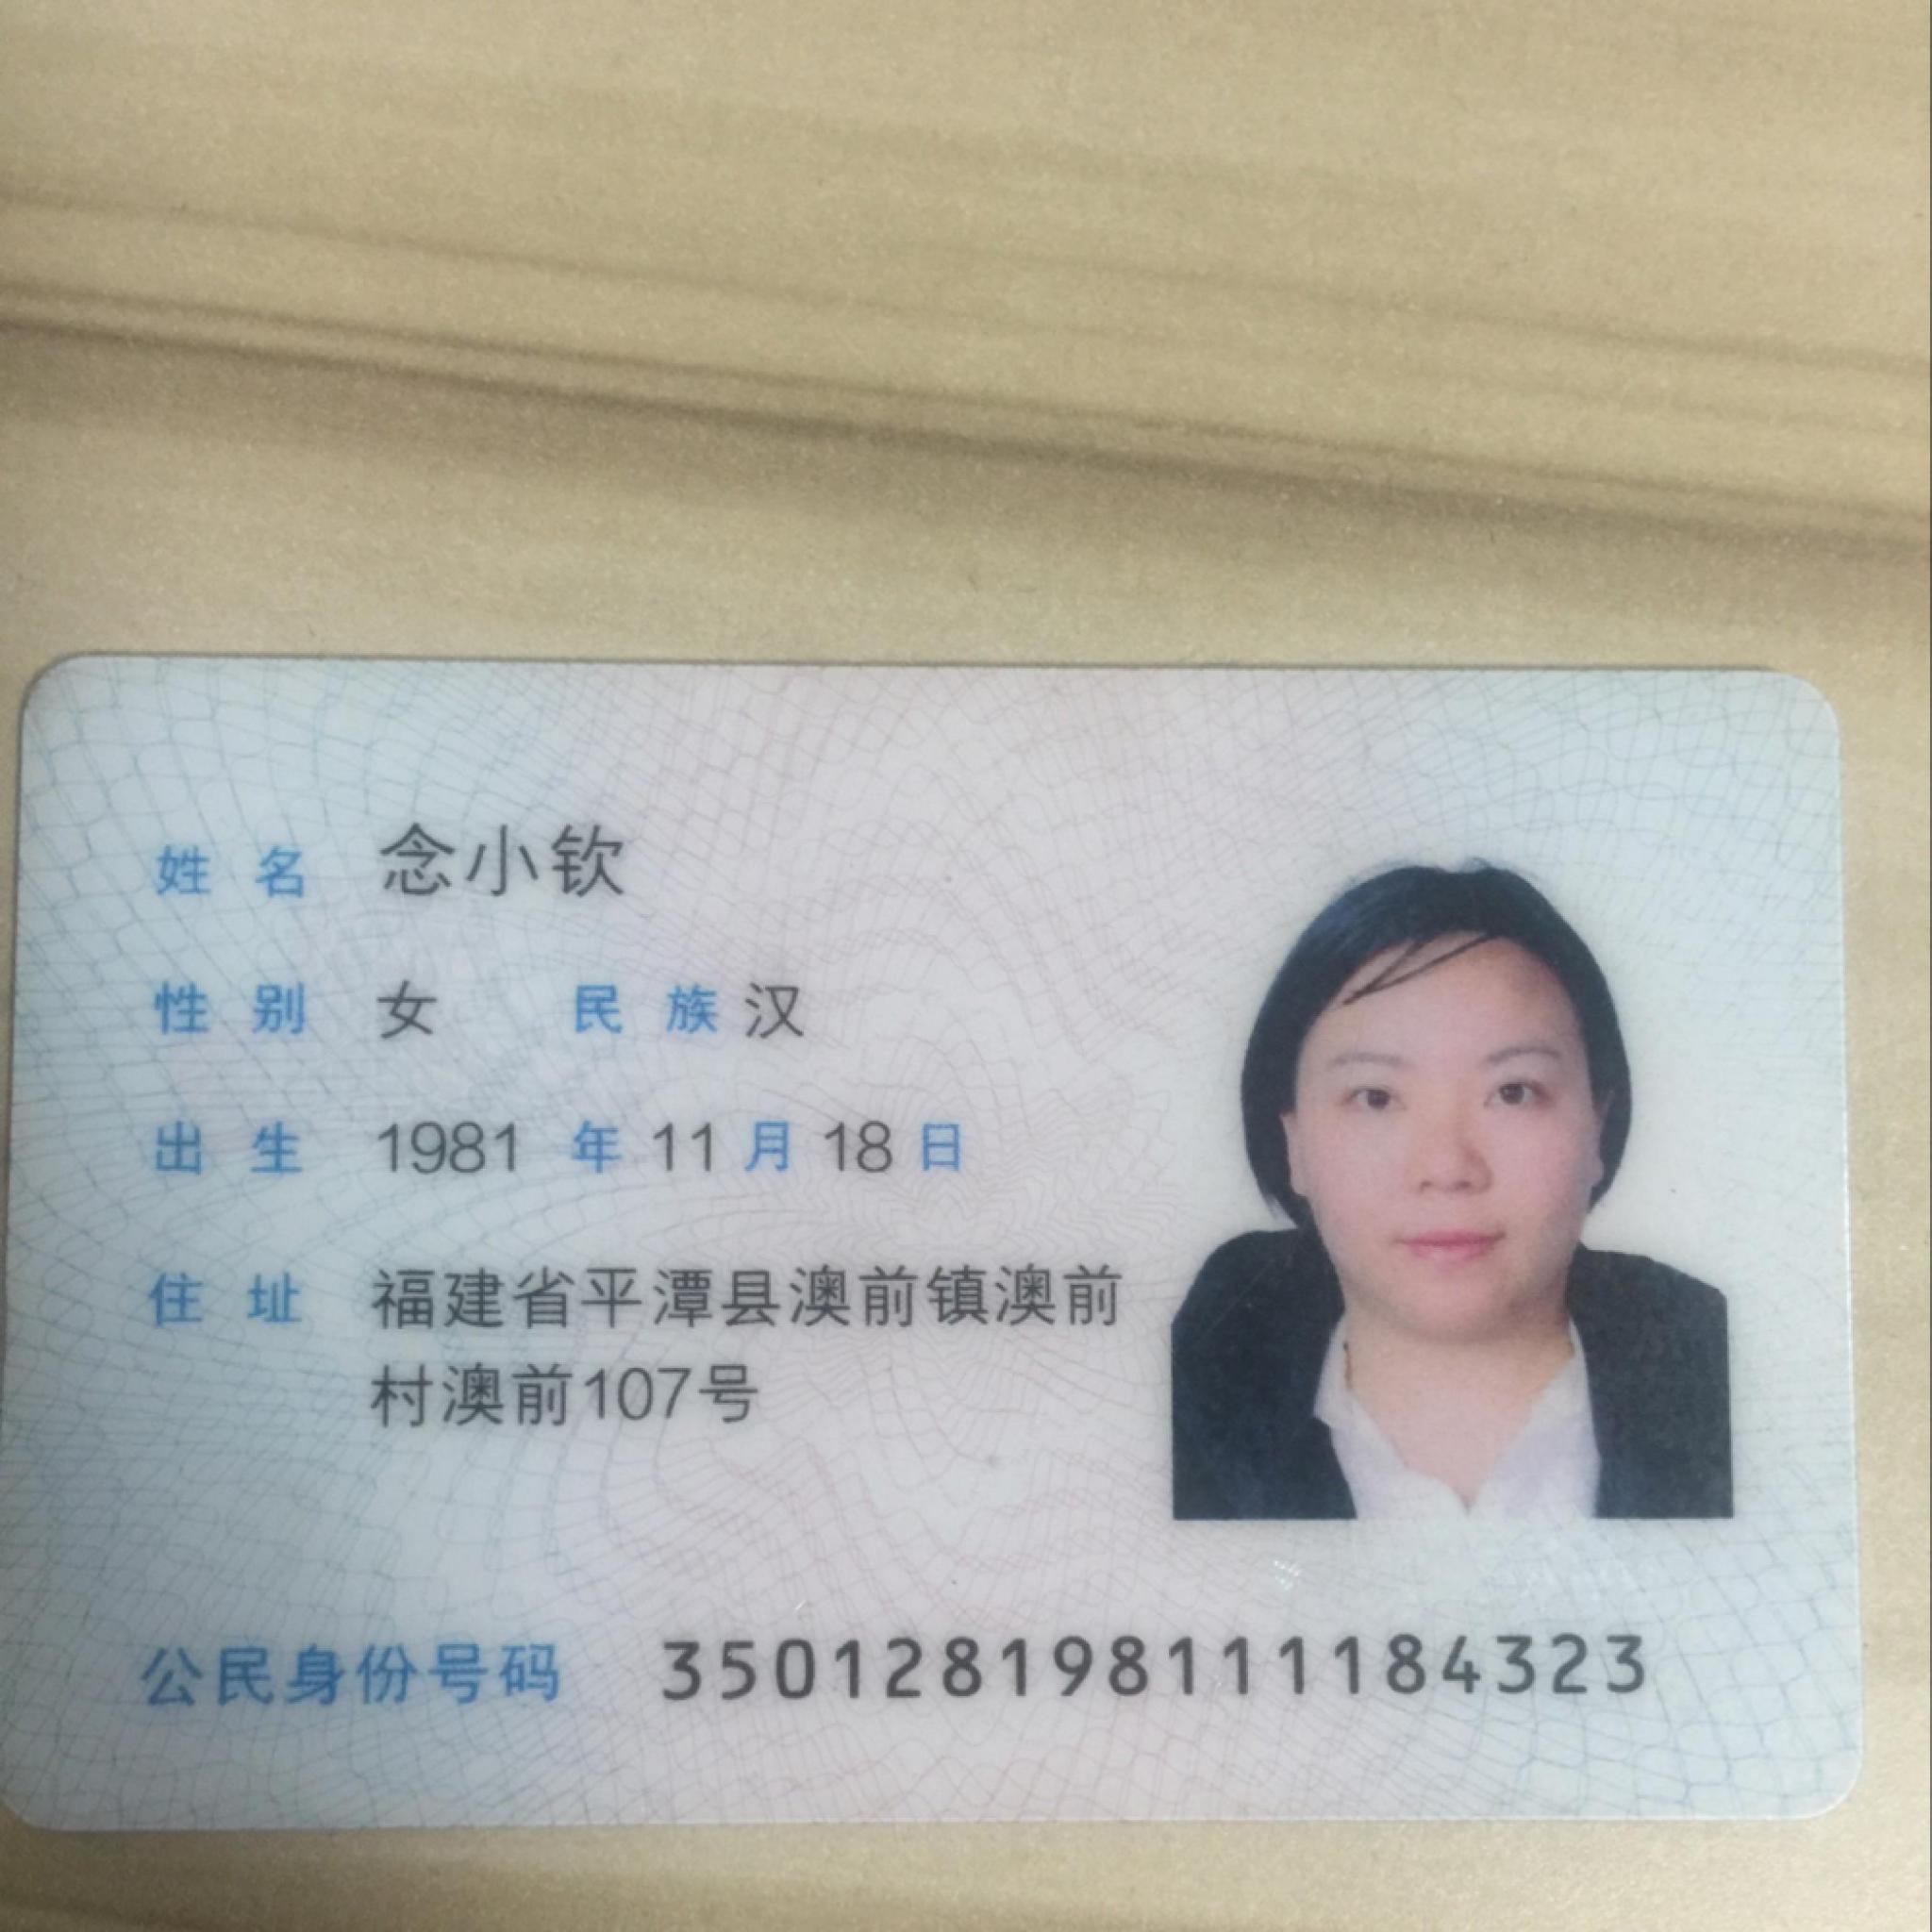 姓名 念小钦
性别 女 民族 汉
出生 1981 年 11 月 18 日
住址 福建省平潭县澳前镇澳前
村澳前107号
公民身份号码 350128198111184323